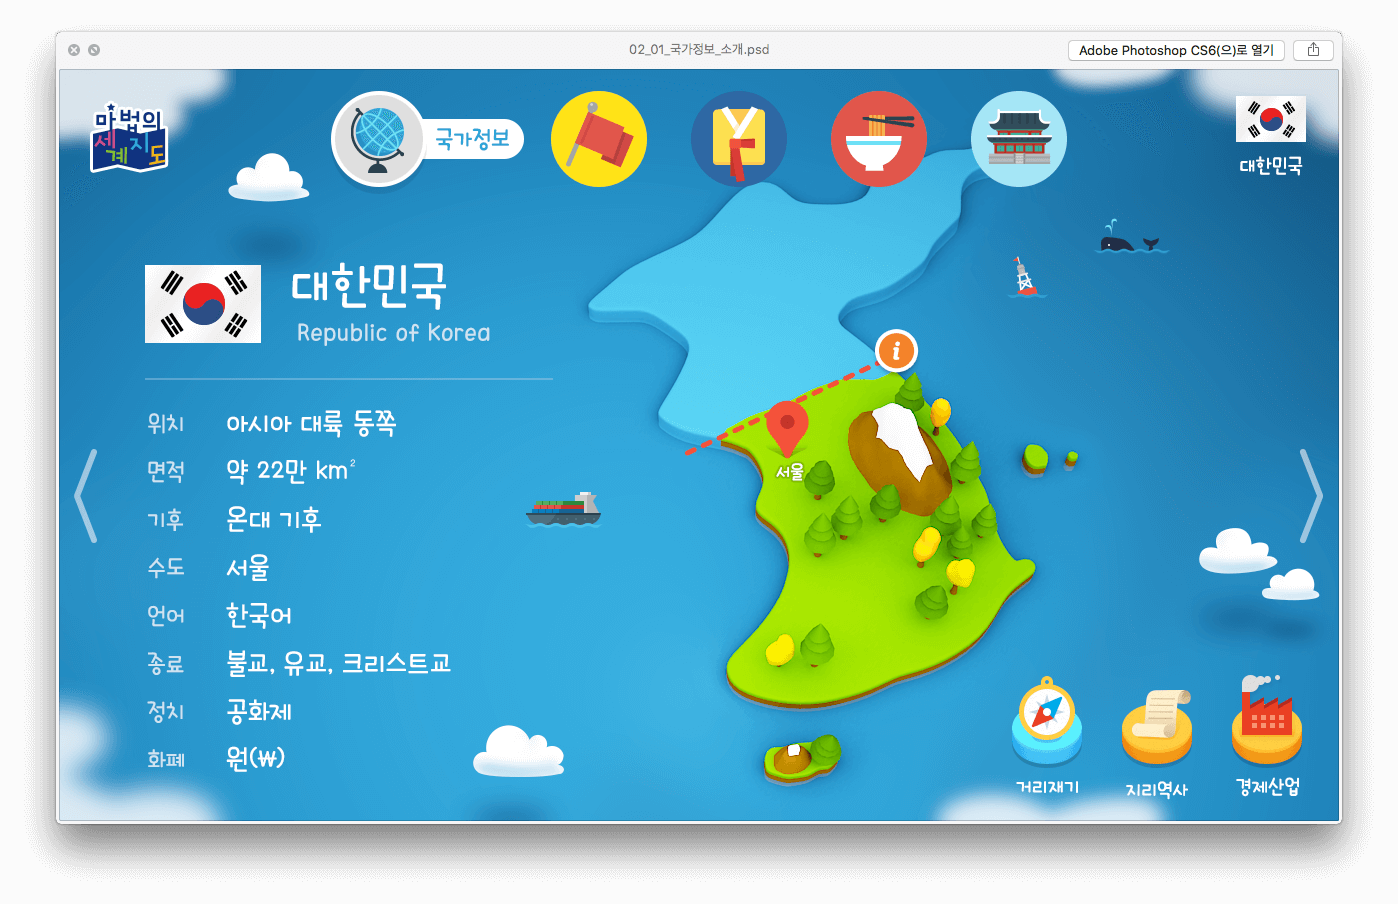 02_01_국가정보_소개.psd
Adobe Photoshop CS6(으)로 열기
마법의
세계지도
국가정보
대한민국
대한민국
Republic of Korea
위치 아시아 대륙 동쪽
면적 약 22만 km²
기후 온대 기후
수도 서울
언어 한국어
종료 불교, 유교, 크리스트교
정치 공화제
화폐 원(₩)
i
서울
거리재기
지리역사
경제산업